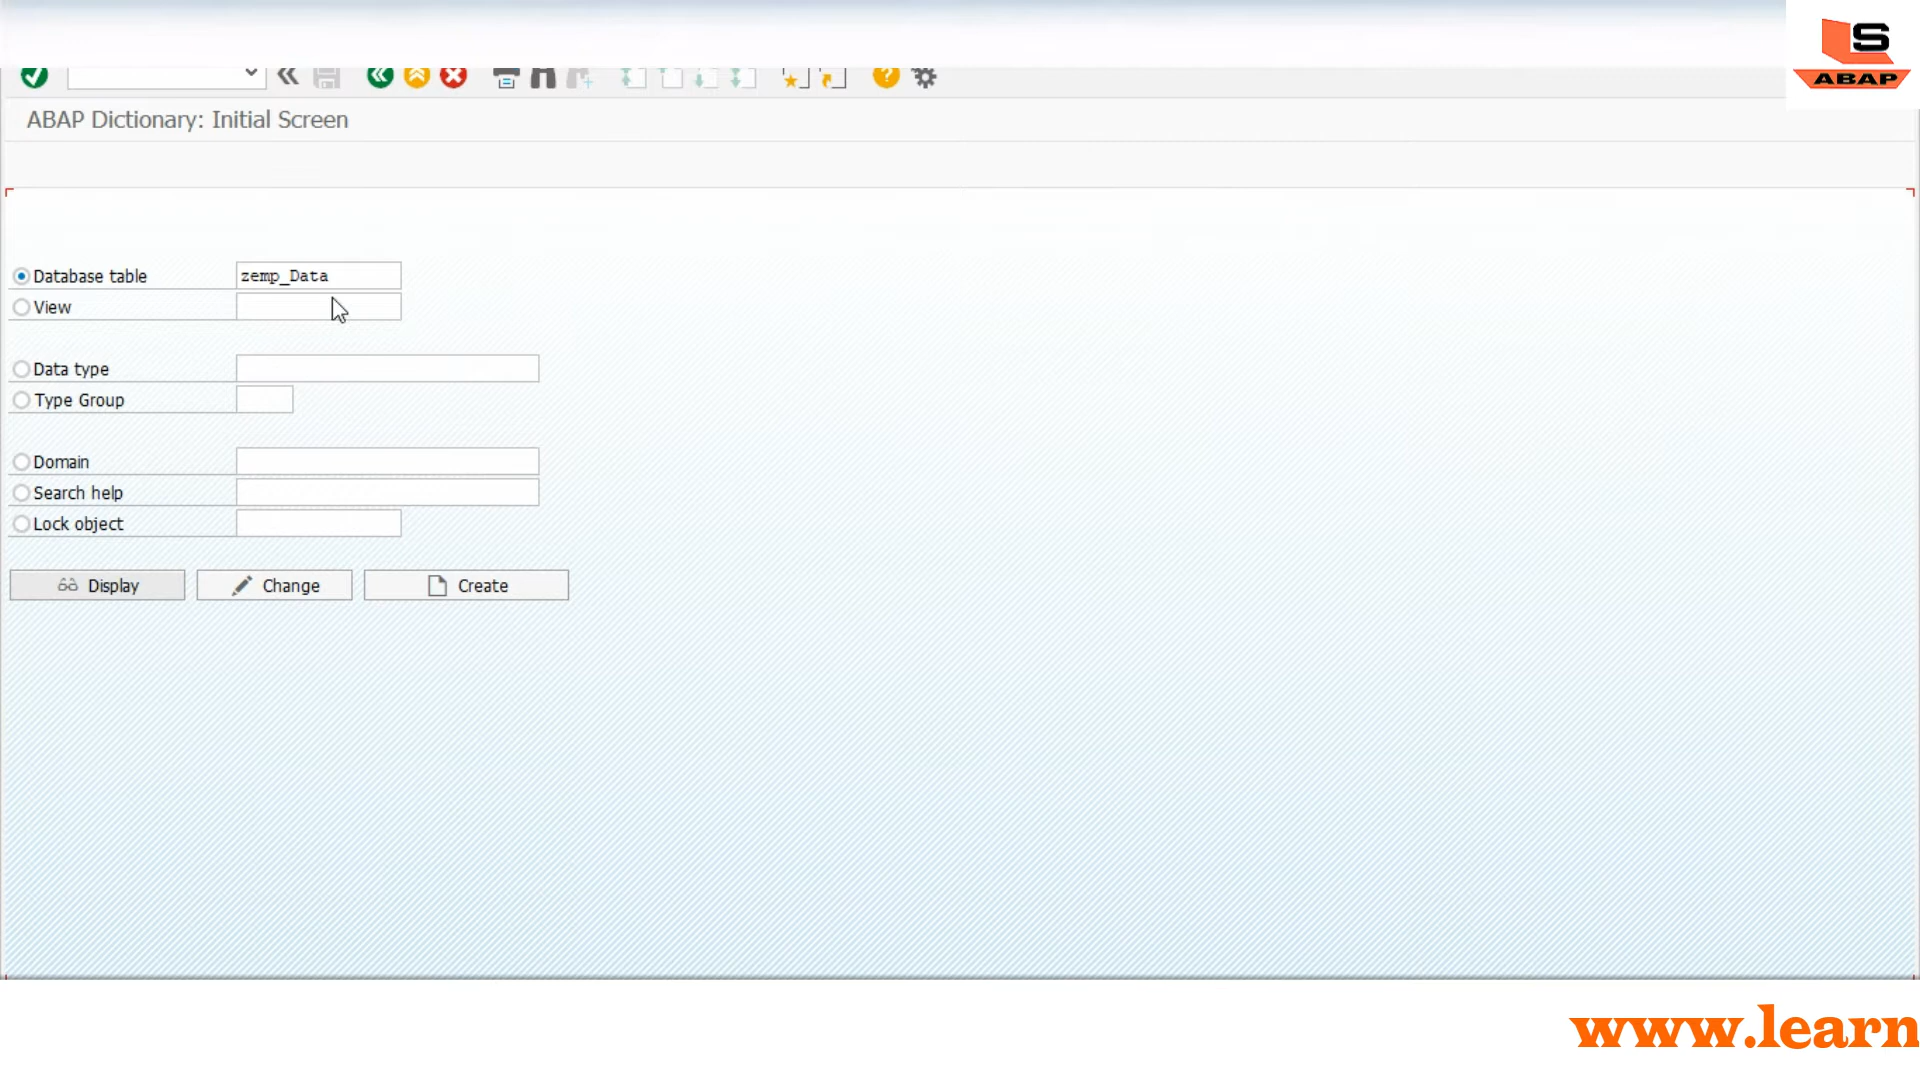 S
ABAP
ABAP Dictionary: Initial Screen
Database table zemp_Data
View
Data type
Type Group
Domain
Search help
Lock object
Display Change Create
www.learn